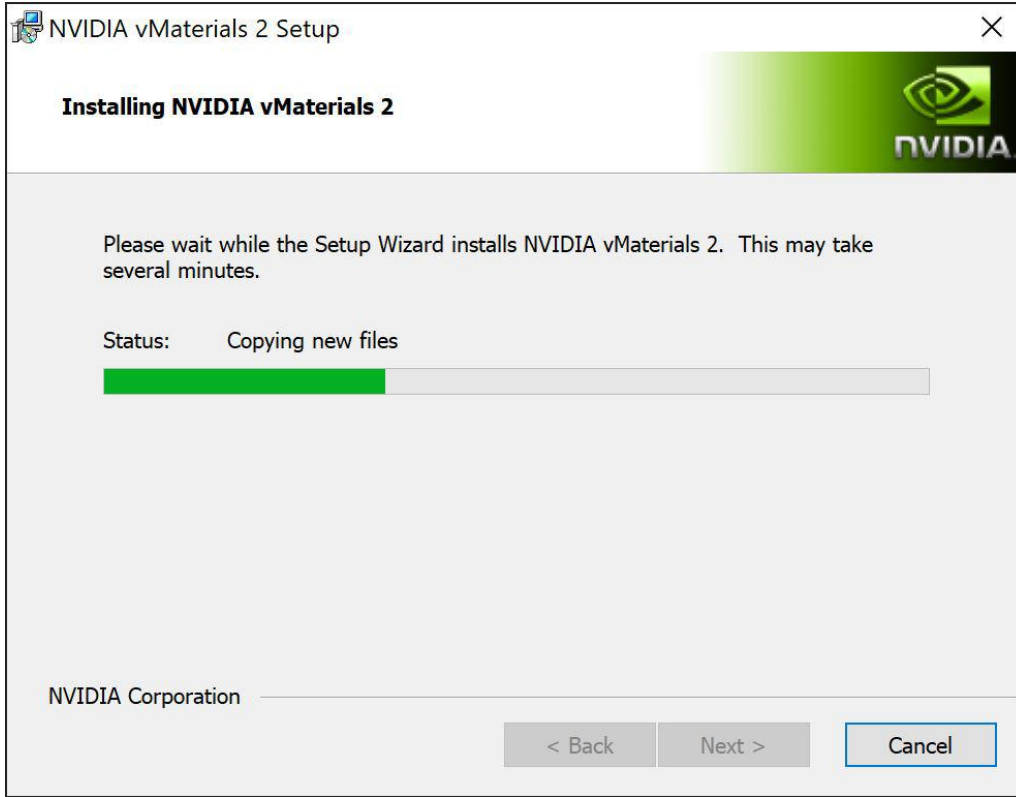 NVIDIA vMaterials 2 Setup
Installing NVIDIA vMaterials 2
NVIDIA.
Please wait while the Setup Wizard installs NVIDIA vMaterials 2.  This may take
several minutes.
Status: Copying new files
NVIDIA Corporation
< Back Next > Cancel